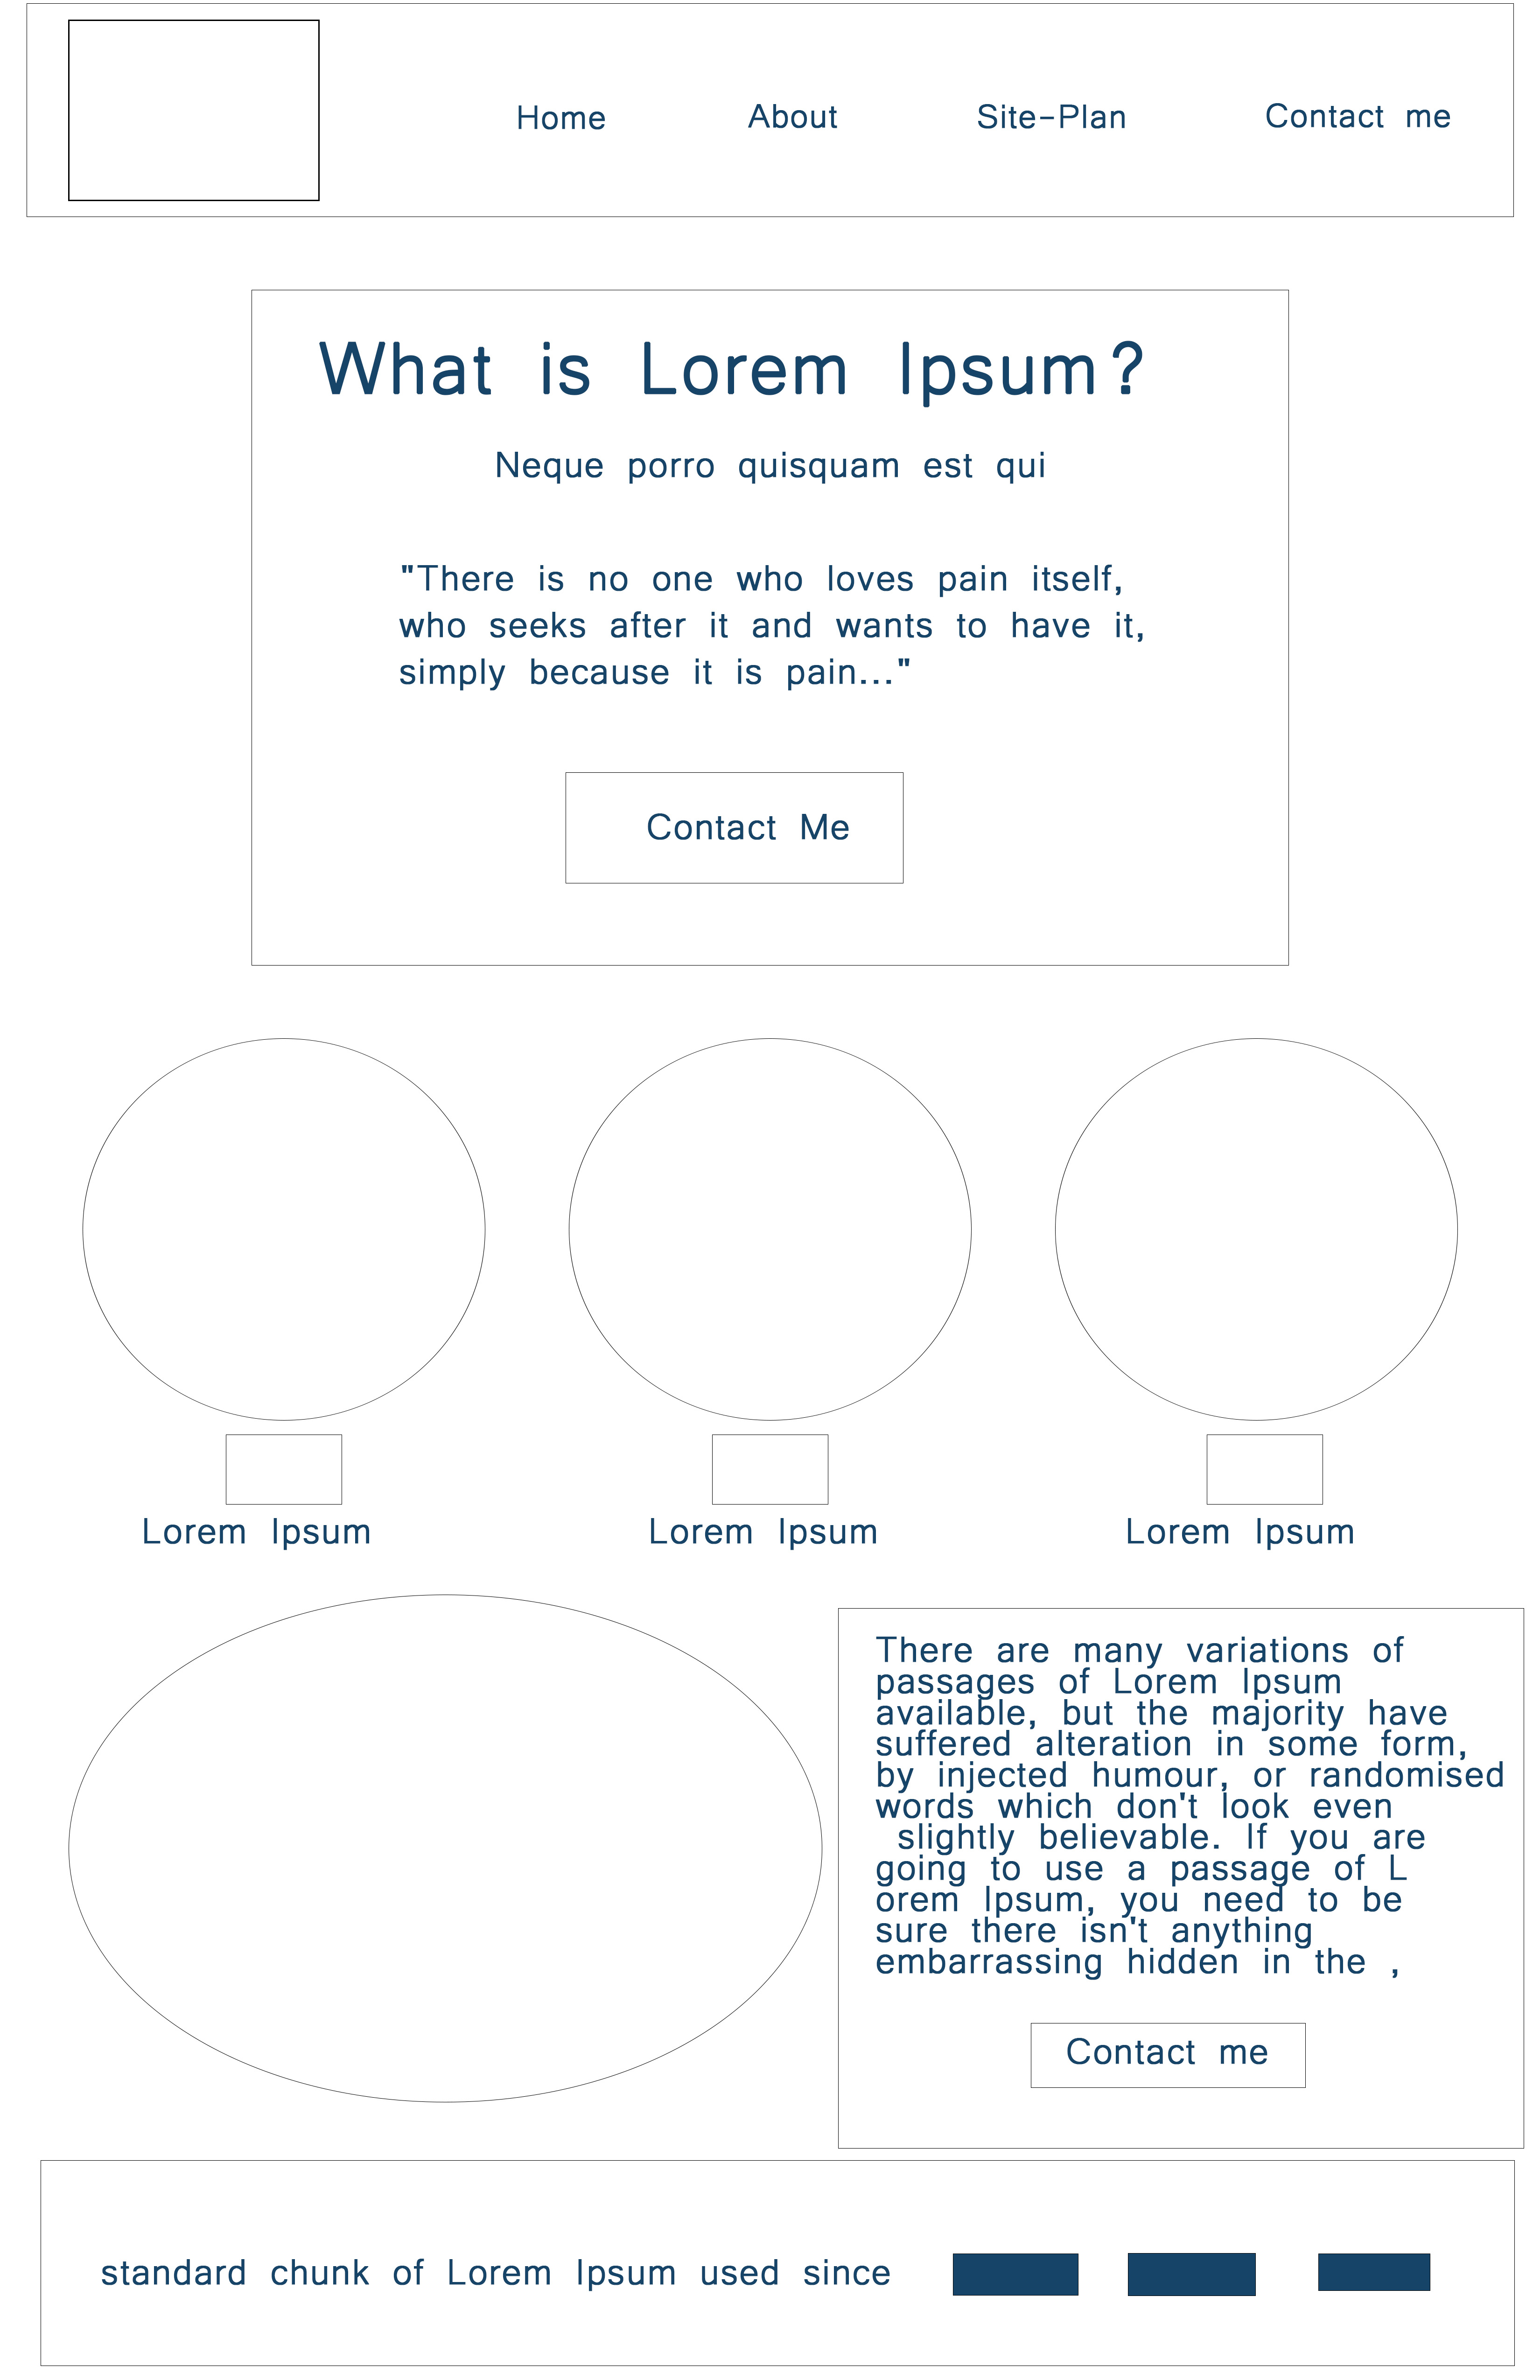 Home About Site-Plan Contact me
What is Lorem Ipsum?
Neque porro quisquam est qui
"There is no one who loves pain itself,
who seeks after it and wants to have it,
simply because it is pain..."
Contact Me
Lorem Ipsum Lorem Ipsum Lorem Ipsum
There are many variations of
passages of Lorem Ipsum
available, but the majority have
suffered alteration in some form,
by injected humour, or randomised
words which don't look even
slightly believable. If you are
going to use a passage of L
orem Ipsum, you need to be
sure there isn't anything
embarrassing hidden in the ,
Contact me
standard chunk of Lorem Ipsum used since